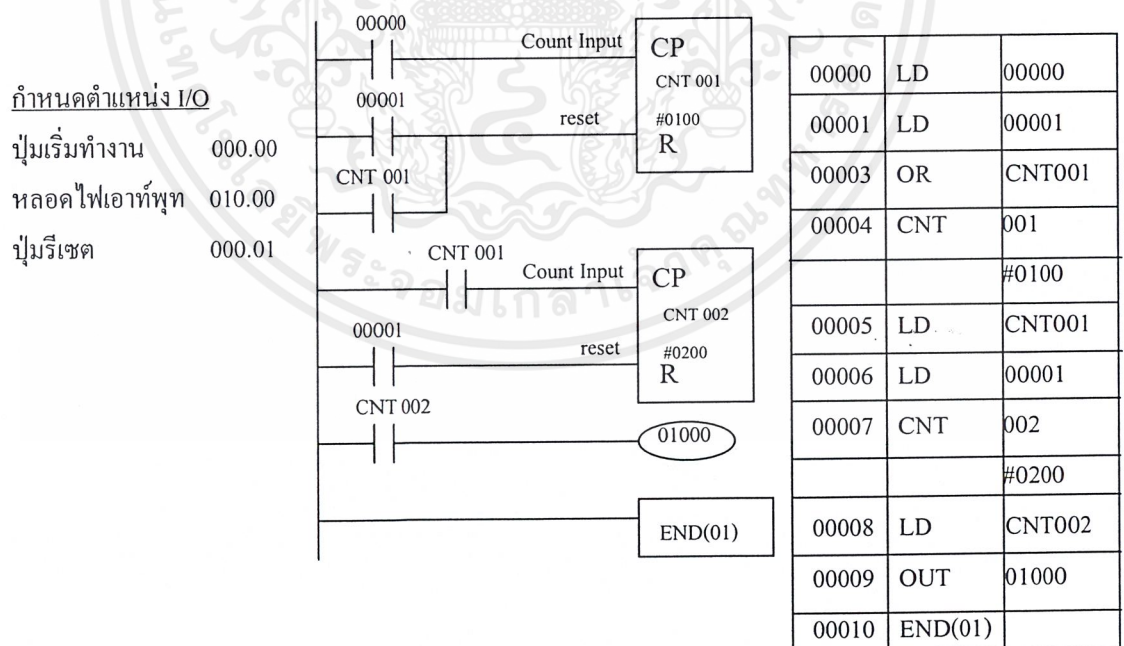 กำหนดตำแหน่ง I/O
ปุ่มเริ่มทำงาน 000.00
หลอดไฟเอาท์พุท 010.00
ปุ่มรีเซต 000.01
00000
Count Input
CP
CNT 001
#0100
R
00001
reset
CNT 001
CNT 001
Count Input
CP
CNT 002
#0200
R
00001
reset
CNT 002
01000
END(01)
00000 LD 00000
00001 LD 00001
00003 OR CNT001
00004 CNT 001
#0100
00005 LD CNT001
00006 LD 00001
00007 CNT 002
#0200
00008 LD CNT002
00009 OUT 01000
00010 END(01)